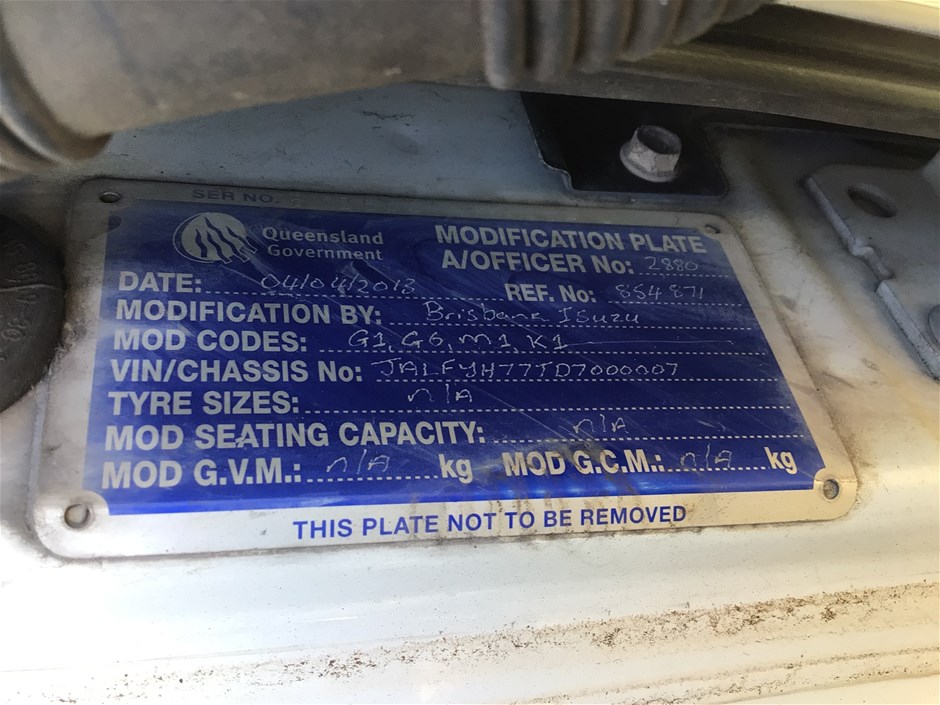 SER NO.
Queensland Government
MODIFICATION PLATE
A/OFFICER No: 2880
DATE: 04/04/2013
REF. No: 854871
MODIFICATION BY: Brisbane Isuzu
MOD CODES: G1, G6, M1, K1
VIN/CHASSIS No: JALFYH77TD7000007
TYRE SIZES: n/A
MOD SEATING CAPACITY: n/A
MOD G.V.M.: n/A kg MOD G.C.M.: n/A kg
THIS PLATE NOT TO BE REMOVED